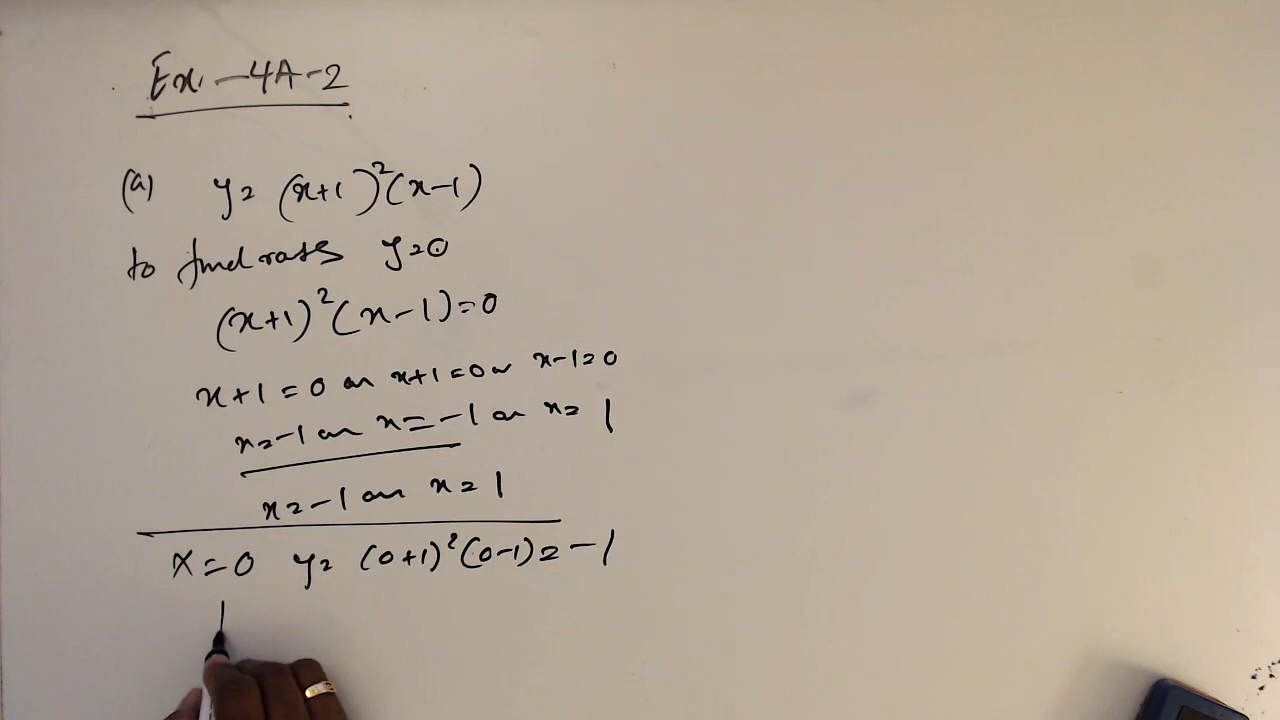 Ex. - 4A - 2
(a) y = (x+1)²(x-1)
to find roots y=0
(x+1)²(x-1)=0
x+1=0 or x+1=0 or x-1=0
x=-1 or x=-1 or x=1
x=-1 or x=1
x=0 y=(0+1)²(0-1)=-1